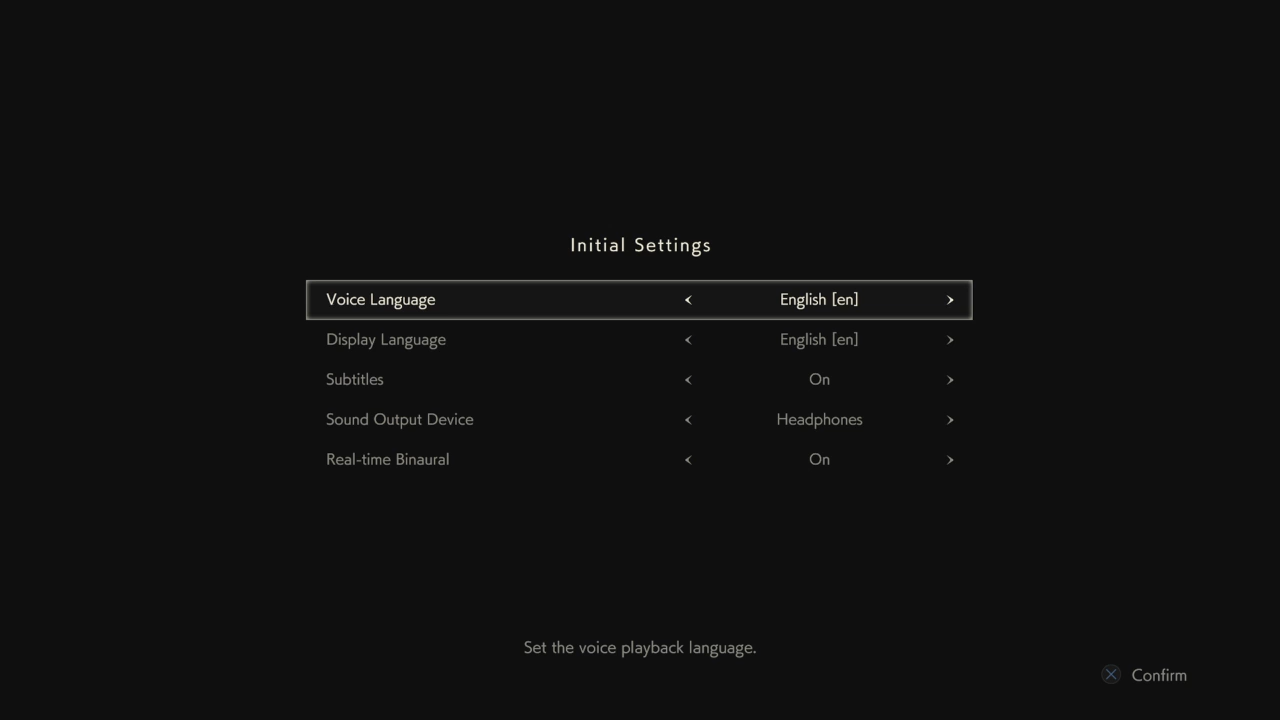 Initial Settings
Voice Language English [en]
Display Language English [en]
Subtitles On
Sound Output Device Headphones
Real-time Binaural On
Set the voice playback language.
Confirm